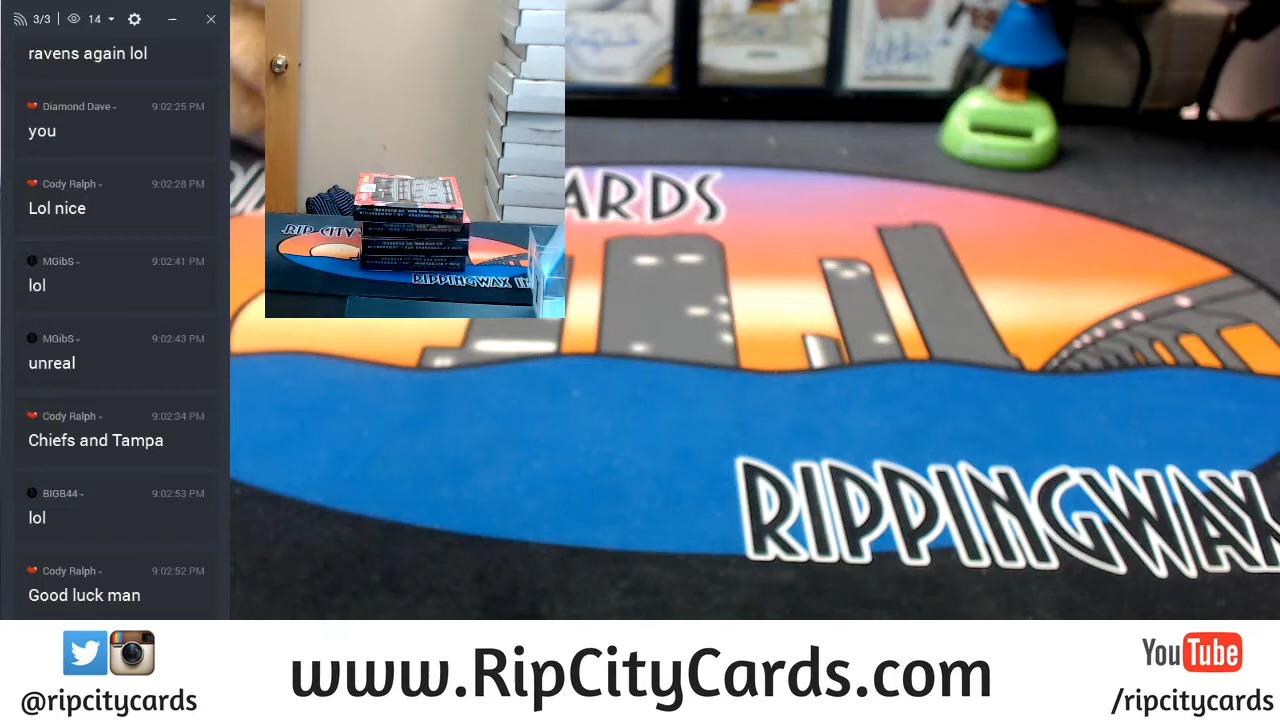 3/3
14
ravens again lol
Diamond Dave
9:02:25 PM
you
Cody Ralph
9:02:28 PM
Lol nice
MGibS
9:02:41 PM
lol
MGibS
9:02:43 PM
unreal
Cody Ralph
9:02:34 PM
Chiefs and Tampa
BIGB44
9:02:53 PM
lol
Cody Ralph
9:02:52 PM
Good luck man
RIP CITY
RIPPINGWAX
ARDS
RIPPINGWAX
@ripcitycards
www.RipCityCards.com
YouTube
/ripcitycards